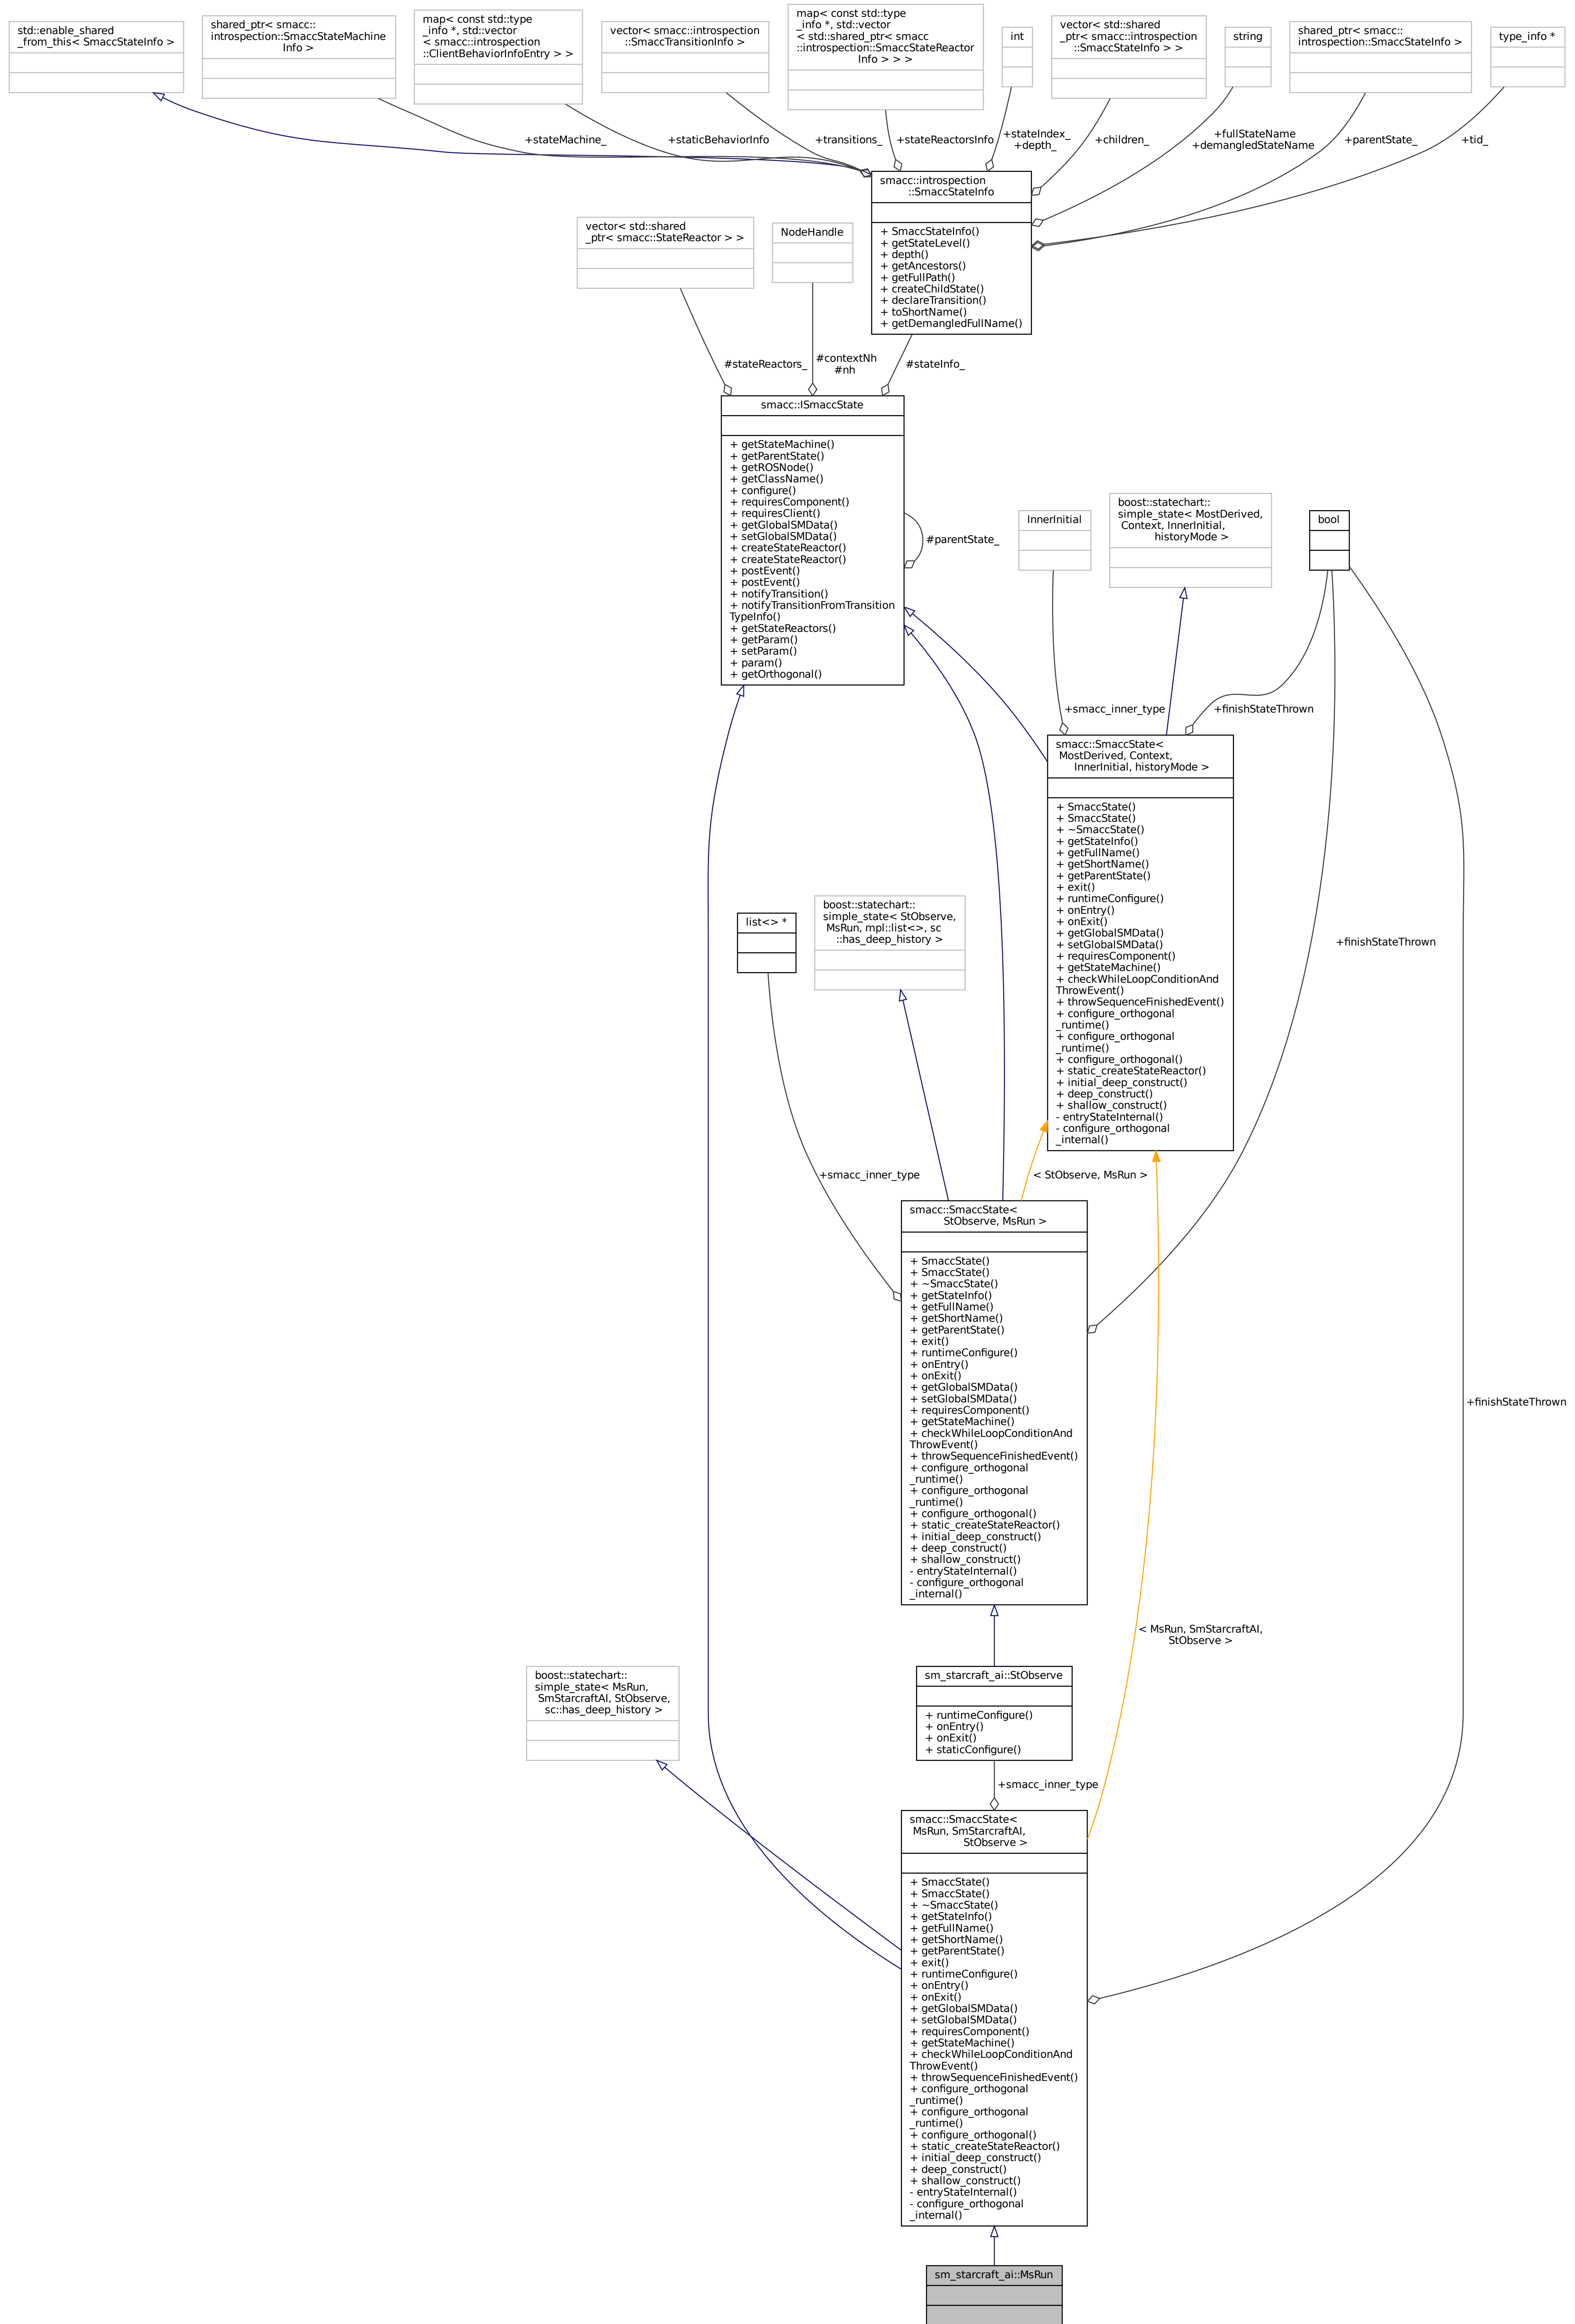 std::enable_shared
_from_this< SmaccStateInfo >
shared_ptr< smacc::
introspection::SmaccStateMachine
Info >
map< const std::type
_info *, std::vector
< smacc::introspection
::ClientBehaviorInfoEntry > >
vector< smacc::introspection
::SmaccTransitionInfo >
map< const std::type
_info *, std::vector
< std::shared_ptr< smacc
::introspection::SmaccStateReactor
Info > > >
int
vector< std::shared
_ptr< smacc::introspection
::SmaccStateInfo > >
string
shared_ptr< smacc::
introspection::SmaccStateInfo >
type_info *
+stateMachine_
+staticBehaviorInfo
+transitions_
+stateReactorsInfo
+stateIndex_
+depth_
+children_
+fullStateName
+demangledStateName
+parentState_
+tid_
smacc::introspection
::SmaccStateInfo
+ SmaccStateInfo()
+ getStateLevel()
+ depth()
+ getAncestors()
+ getFullPath()
+ createChildState()
+ declareTransition()
+ toShortName()
+ getDemangledFullName()
vector< std::shared
_ptr< smacc::StateReactor > >
NodeHandle
#stateReactors_
#contextNh
#nh
#stateInfo_
smacc::ISmaccState
+ getStateMachine()
+ getParentState()
+ getROSNode()
+ getClassName()
+ configure()
+ requiresComponent()
+ requiresClient()
+ getGlobalSMData()
+ setGlobalSMData()
+ createStateReactor()
+ createStateReactor()
+ postEvent()
+ postEvent()
+ notifyTransition()
+ notifyTransitionFromTransition
TypeInfo()
+ getStateReactors()
+ getParam()
+ setParam()
+ param()
+ getOrthogonal()
#parentState_
InnerInitial
boost::statechart::
simple_state< MostDerived,
Context, InnerInitial,
historyMode >
bool
+smacc_inner_type
+finishStateThrown
smacc::SmaccState<
MostDerived, Context,
InnerInitial, historyMode >
+ SmaccState()
+ SmaccState()
+ ~SmaccState()
+ getStateInfo()
+ getFullName()
+ getShortName()
+ getParentState()
+ exit()
+ runtimeConfigure()
+ onEntry()
+ onExit()
+ getGlobalSMData()
+ setGlobalSMData()
+ requiresComponent()
+ getStateMachine()
+ checkWhileLoopConditionAnd
ThrowEvent()
+ throwSequenceFinishedEvent()
+ configure_orthogonal
_runtime()
+ configure_orthogonal
_runtime()
+ configure_orthogonal()
+ static_createStateReactor()
+ initial_deep_construct()
+ deep_construct()
+ shallow_construct()
- entryStateInternal()
- configure_orthogonal
_internal()
list<> *
boost::statechart::
simple_state< StObserve,
MsRun, mpl::list<>, sc
::has_deep_history >
+finishStateThrown
+smacc_inner_type
< StObserve, MsRun >
smacc::SmaccState<
StObserve, MsRun >
+ SmaccState()
+ SmaccState()
+ ~SmaccState()
+ getStateInfo()
+ getFullName()
+ getShortName()
+ getParentState()
+ exit()
+ runtimeConfigure()
+ onEntry()
+ onExit()
+ getGlobalSMData()
+ setGlobalSMData()
+ requiresComponent()
+ getStateMachine()
+ checkWhileLoopConditionAnd
ThrowEvent()
+ throwSequenceFinishedEvent()
+ configure_orthogonal
_runtime()
+ configure_orthogonal
_runtime()
+ configure_orthogonal()
+ static_createStateReactor()
+ initial_deep_construct()
+ deep_construct()
+ shallow_construct()
- entryStateInternal()
- configure_orthogonal
_internal()
+finishStateThrown
< MsRun, SmStarcraftAI,
StObserve >
boost::statechart::
simple_state< MsRun,
SmStarcraftAI, StObserve,
sc::has_deep_history >
sm_starcraft_ai::StObserve
+ runtimeConfigure()
+ onEntry()
+ onExit()
+ staticConfigure()
+smacc_inner_type
smacc::SmaccState<
MsRun, SmStarcraftAI,
StObserve >
+ SmaccState()
+ SmaccState()
+ ~SmaccState()
+ getStateInfo()
+ getFullName()
+ getShortName()
+ getParentState()
+ exit()
+ runtimeConfigure()
+ onEntry()
+ onExit()
+ getGlobalSMData()
+ setGlobalSMData()
+ requiresComponent()
+ getStateMachine()
+ checkWhileLoopConditionAnd
ThrowEvent()
+ throwSequenceFinishedEvent()
+ configure_orthogonal
_runtime()
+ configure_orthogonal
_runtime()
+ configure_orthogonal()
+ static_createStateReactor()
+ initial_deep_construct()
+ deep_construct()
+ shallow_construct()
- entryStateInternal()
- configure_orthogonal
_internal()
sm_starcraft_ai::MsRun